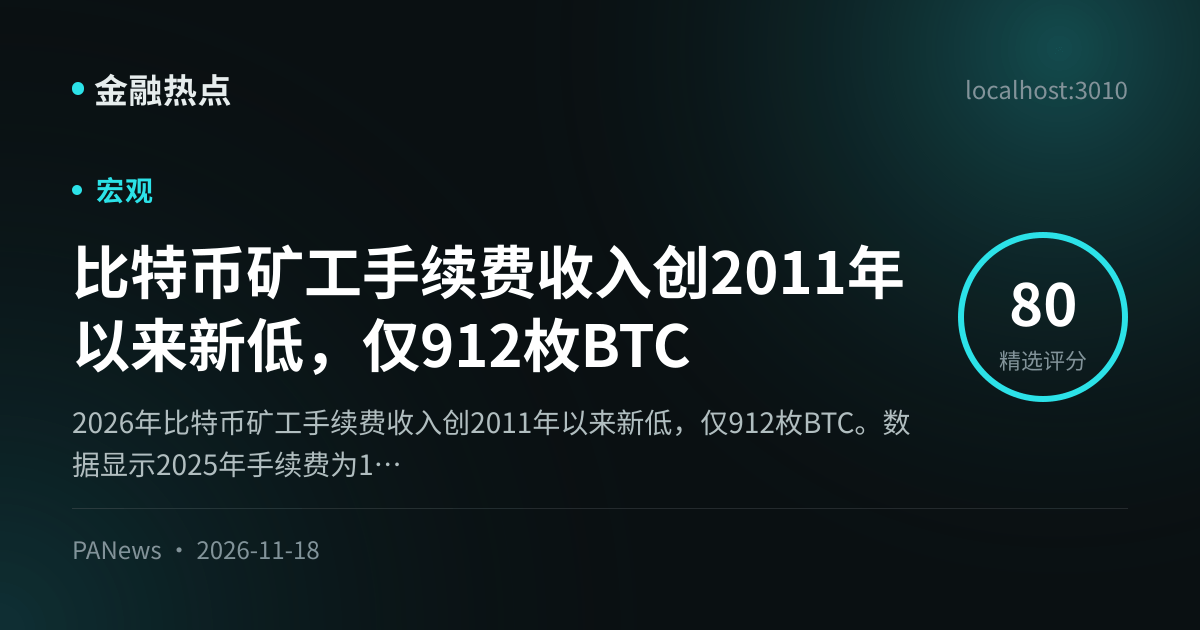 金融热点
localhost:3010
宏观
比特币矿工手续费收入创2011年
以来新低，仅912枚BTC
80
精选评分
2026年比特币矿工手续费收入创2011年以来新低，仅912枚BTC。数
据显示2025年手续费为1…
PANews • 2026-11-18